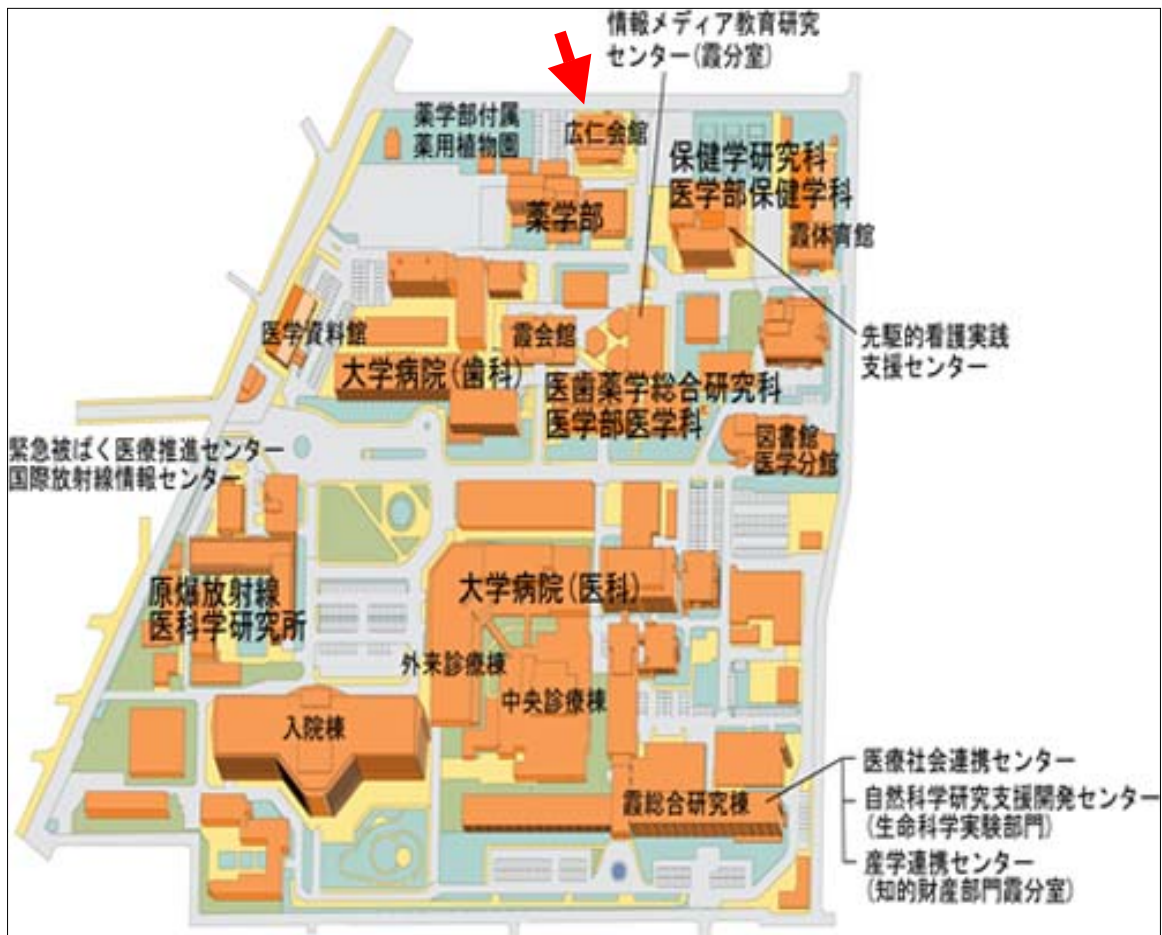 情報メディア教育研究
センター(霞分室)
薬学部付属
薬用植物園
広仁会館
保健学研究科
医学部保健学科
薬学部
霞体育館
医学資料館
霞会館
先駆的看護実践
支援センター
大学病院(歯科)
医歯薬学総合研究科
医学部医学科
図書館
医学分館
緊急被ばく医療推進センター
国際放射線情報センター
原爆放射線
医科学研究所
大学病院(医科)
外来診療棟
中央診療棟
入院棟
医療社会連携センター
霞総合研究棟
自然科学研究支援開発センター
(生命科学実験部門)
産学連携センター
(知的財産部門霞分室)